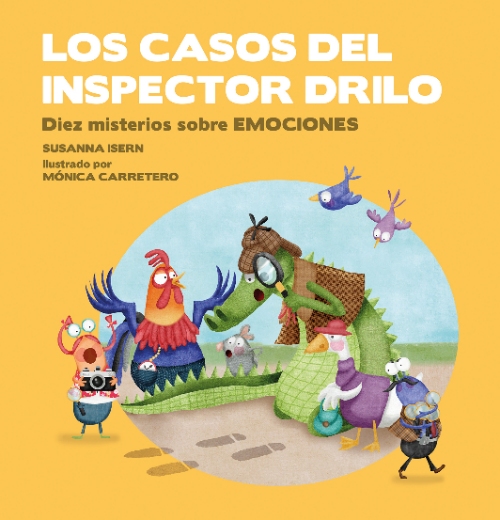 LOS CASOS DEL
INSPECTOR DRILO
Diez misterios sobre EMOCIONES
SUSANNA ISERN
Ilustrado por
MÓNICA CARRETERO